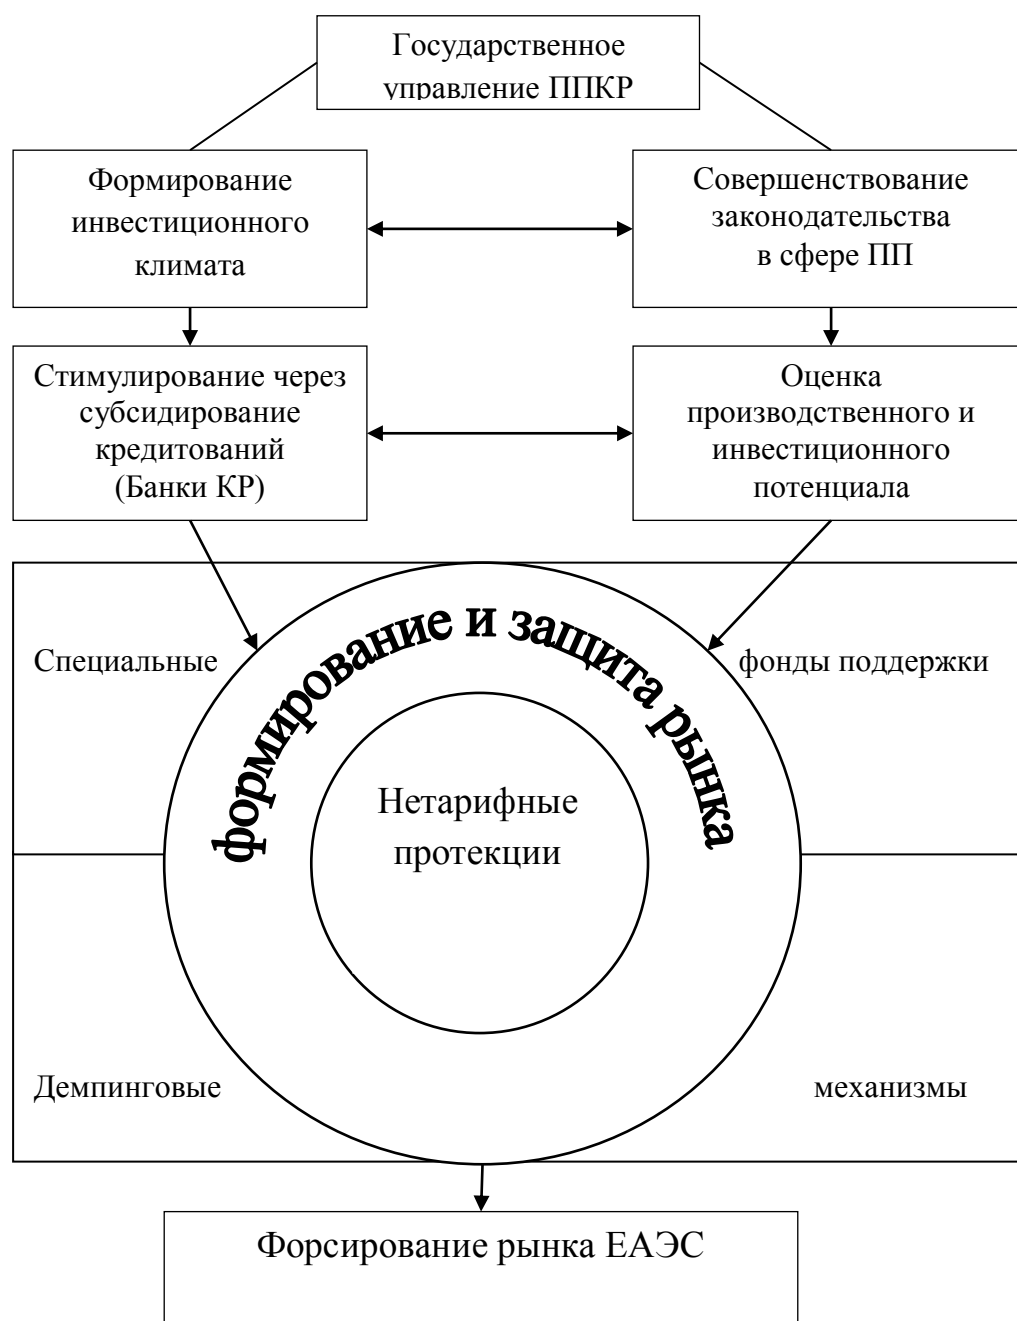 Государственное
управление ППКР
Формирование
инвестиционного
климата
Совершенствование
законодательства
в сфере ПП
Стимулирование через
субсидирование
кредитований
(Банки КР)
Оценка
производственного и
инвестиционного
потенциала
формирование и защита рынка
Специальные
фонды поддержки
Нетарифные
протекции
Демпинговые
механизмы
Форсирование рынка ЕАЭС